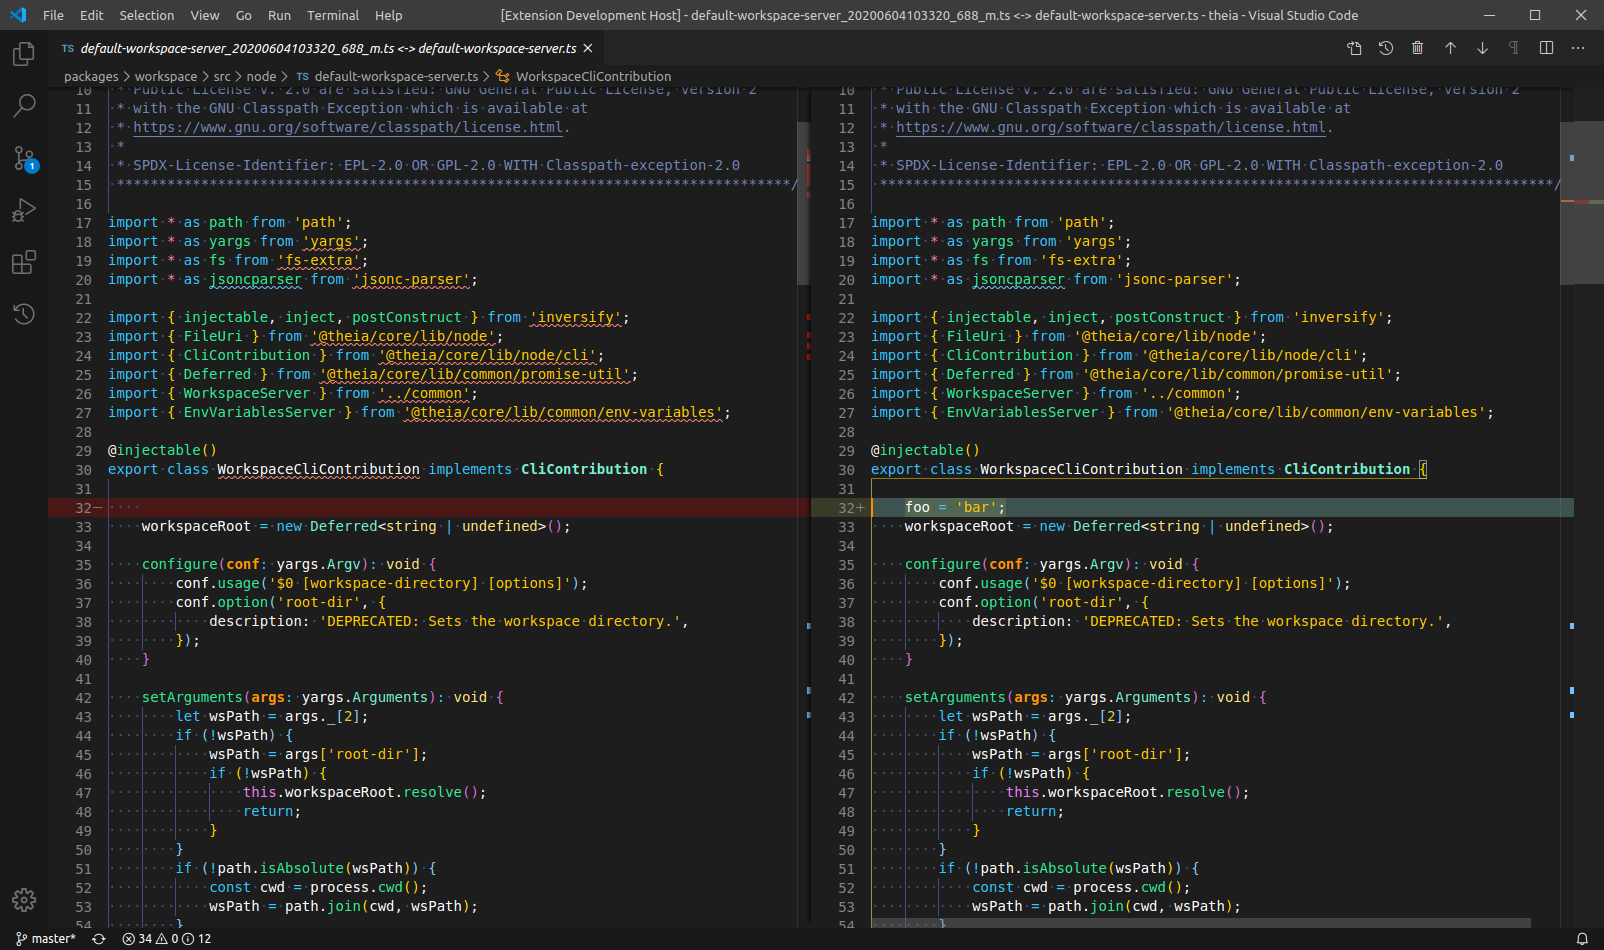 File Edit Selection View Go Run Terminal Help [Extension Development Host] - default-workspace-server_20200604103320_688_m.ts <-> default-workspace-server.ts - theia - Visual Studio Code
TS default-workspace-server_20200604103320_688_m.ts <-> default-workspace-server.ts
packages > workspace > src > node > TS default-workspace-server.ts > WorkspaceCliContribution
10 * Public License v. 2.0 are satisfied: GNU General Public License, version 2
11 * with the GNU Classpath Exception which is available at
12 * https://www.gnu.org/software/classpath/license.html.
13 *
14 * SPDX-License-Identifier: EPL-2.0 OR GPL-2.0 WITH Classpath-exception-2.0
15 ********************************************************************************/
16
17 import * as path from 'path';
18 import * as yargs from 'yargs';
19 import * as fs from 'fs-extra';
20 import * as jsoncparser from 'jsonc-parser';
21
22 import { injectable, inject, postConstruct } from 'inversify';
23 import { FileUri } from '@theia/core/lib/node';
24 import { CliContribution } from '@theia/core/lib/node/cli';
25 import { Deferred } from '@theia/core/lib/common/promise-util';
26 import { WorkspaceServer } from '../common';
27 import { EnvVariablesServer } from '@theia/core/lib/common/env-variables';
28
29 @injectable()
30 export class WorkspaceCliContribution implements CliContribution {
31
32-
33 workspaceRoot = new Deferred<string | undefined>();
34
35 configure(conf: yargs.Argv): void {
36 conf.usage('$0 [workspace-directory] [options]');
37 conf.option('root-dir', {
38 description: 'DEPRECATED: Sets the workspace directory.',
39 });
40 }
41
42 setArguments(args: yargs.Arguments): void {
43 let wsPath = args._[2];
44 if (!wsPath) {
45 wsPath = args['root-dir'];
46 if (!wsPath) {
47 this.workspaceRoot.resolve();
48 return;
49 }
50 }
51 if (!path.isAbsolute(wsPath)) {
52 const cwd = process.cwd();
53 wsPath = path.join(cwd, wsPath);
54 }
10 * Public License v. 2.0 are satisfied: GNU General Public License, version 2
11 * with the GNU Classpath Exception which is available at
12 * https://www.gnu.org/software/classpath/license.html.
13 *
14 * SPDX-License-Identifier: EPL-2.0 OR GPL-2.0 WITH Classpath-exception-2.0
15 ********************************************************************************/
16
17 import * as path from 'path';
18 import * as yargs from 'yargs';
19 import * as fs from 'fs-extra';
20 import * as jsoncparser from 'jsonc-parser';
21
22 import { injectable, inject, postConstruct } from 'inversify';
23 import { FileUri } from '@theia/core/lib/node';
24 import { CliContribution } from '@theia/core/lib/node/cli';
25 import { Deferred } from '@theia/core/lib/common/promise-util';
26 import { WorkspaceServer } from '../common';
27 import { EnvVariablesServer } from '@theia/core/lib/common/env-variables';
28
29 @injectable()
30 export class WorkspaceCliContribution implements CliContribution {
31
32+ foo = 'bar';
33 workspaceRoot = new Deferred<string | undefined>();
34
35 configure(conf: yargs.Argv): void {
36 conf.usage('$0 [workspace-directory] [options]');
37 conf.option('root-dir', {
38 description: 'DEPRECATED: Sets the workspace directory.',
39 });
40 }
41
42 setArguments(args: yargs.Arguments): void {
43 let wsPath = args._[2];
44 if (!wsPath) {
45 wsPath = args['root-dir'];
46 if (!wsPath) {
47 this.workspaceRoot.resolve();
48 return;
49 }
50 }
51 if (!path.isAbsolute(wsPath)) {
52 const cwd = process.cwd();
53 wsPath = path.join(cwd, wsPath);
54 }
1
master* 34 0 12